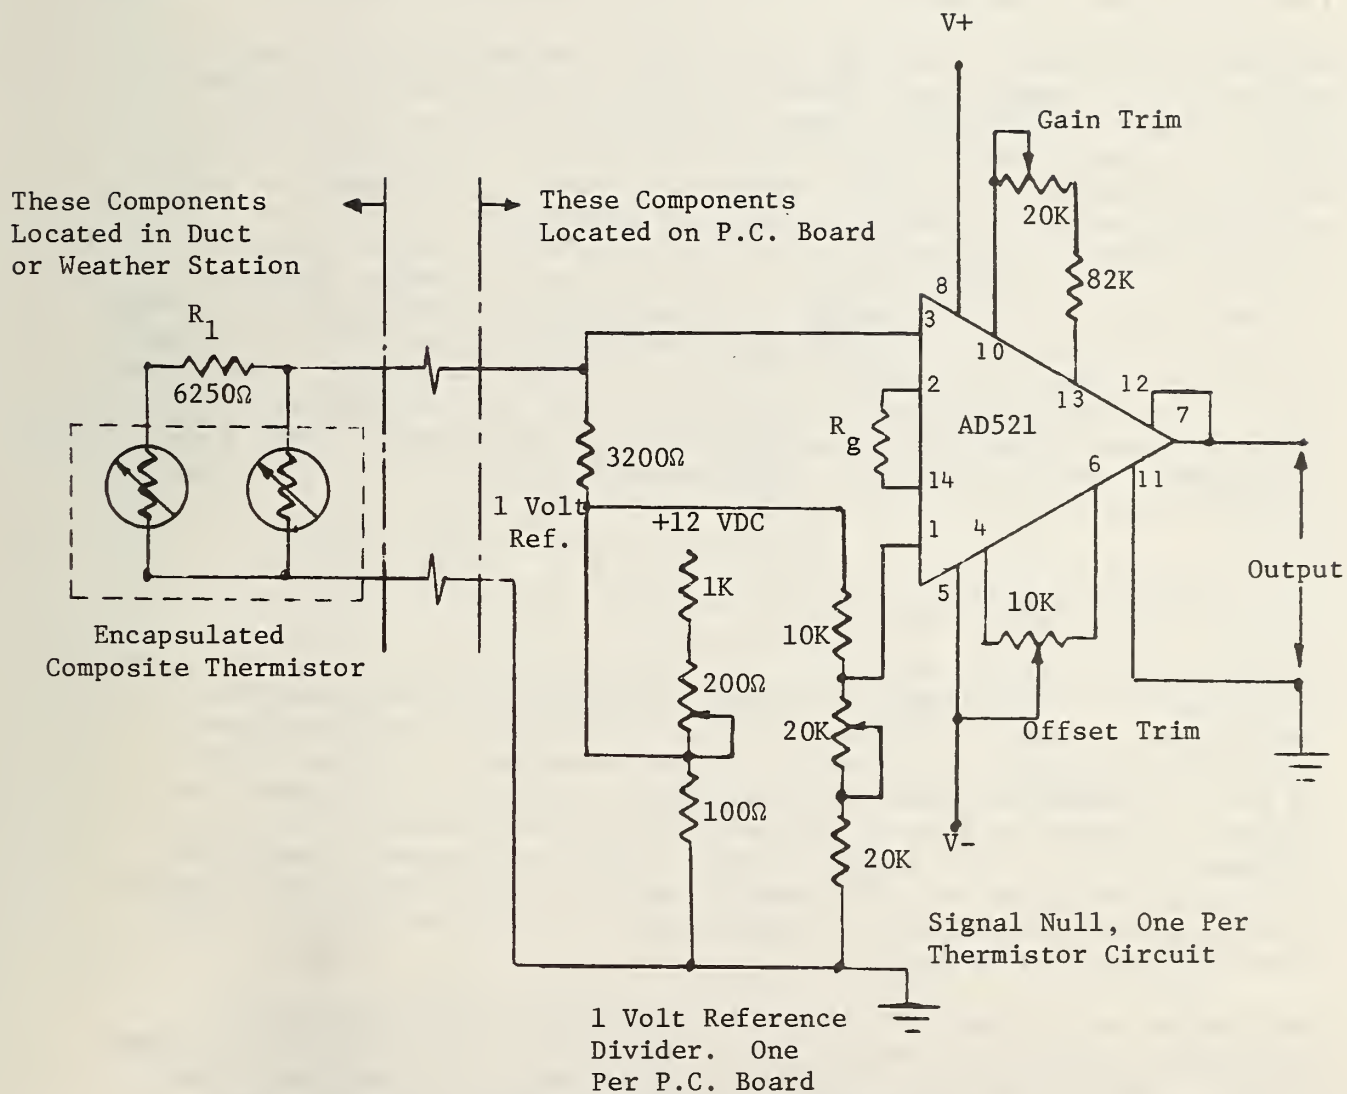 V+
Gain Trim
20K
82K
These Components
Located in Duct
or Weather Station
These Components
Located on P.C. Board
R1
6250Ω
8
3
10
13
12
7
2
AD521
Rg
14
6
11
1
4
5
3200Ω
1 Volt
Ref.
+12 VDC
1K
200Ω
100Ω
10K
20K
20K
10K
Output
Offset Trim
V-
Encapsulated
Composite Thermistor
Signal Null, One Per
Thermistor Circuit
1 Volt Reference
Divider. One
Per P.C. Board